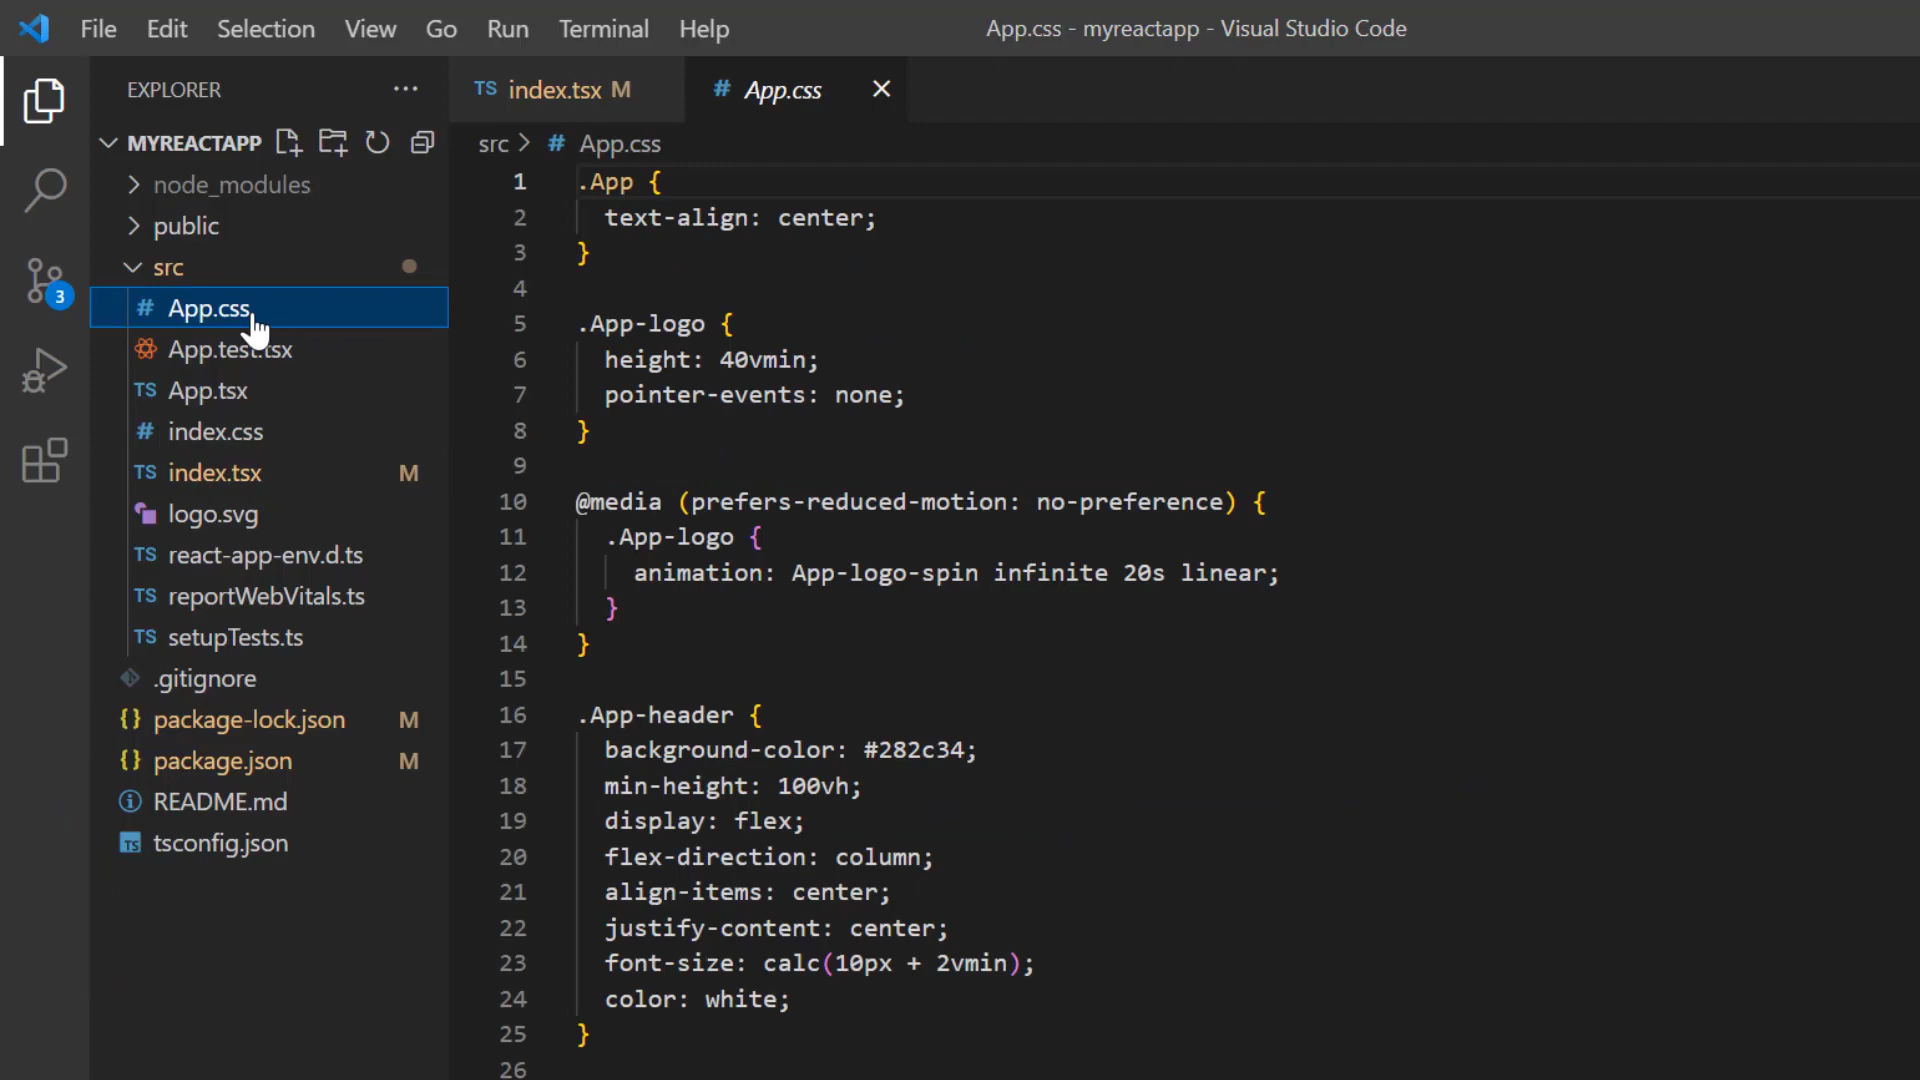 File Edit Selection View Go Run Terminal Help App.css - myreactapp - Visual Studio Code
EXPLORER ···
MYREACTAPP
node_modules
public
src
# App.css
App.test.tsx
TS App.tsx
# index.css
TS index.tsx M
logo.svg
TS react-app-env.d.ts
TS reportWebVitals.ts
TS setupTests.ts
.gitignore
{} package-lock.json M
{} package.json M
README.md
TS tsconfig.json
3
TS index.tsx M # App.css
src > # App.css
1 .App {
2 text-align: center;
3 }
4
5 .App-logo {
6 height: 40vmin;
7 pointer-events: none;
8 }
9
10 @media (prefers-reduced-motion: no-preference) {
11 .App-logo {
12 animation: App-logo-spin infinite 20s linear;
13 }
14 }
15
16 .App-header {
17 background-color: #282c34;
18 min-height: 100vh;
19 display: flex;
20 flex-direction: column;
21 align-items: center;
22 justify-content: center;
23 font-size: calc(10px + 2vmin);
24 color: white;
25 }
26